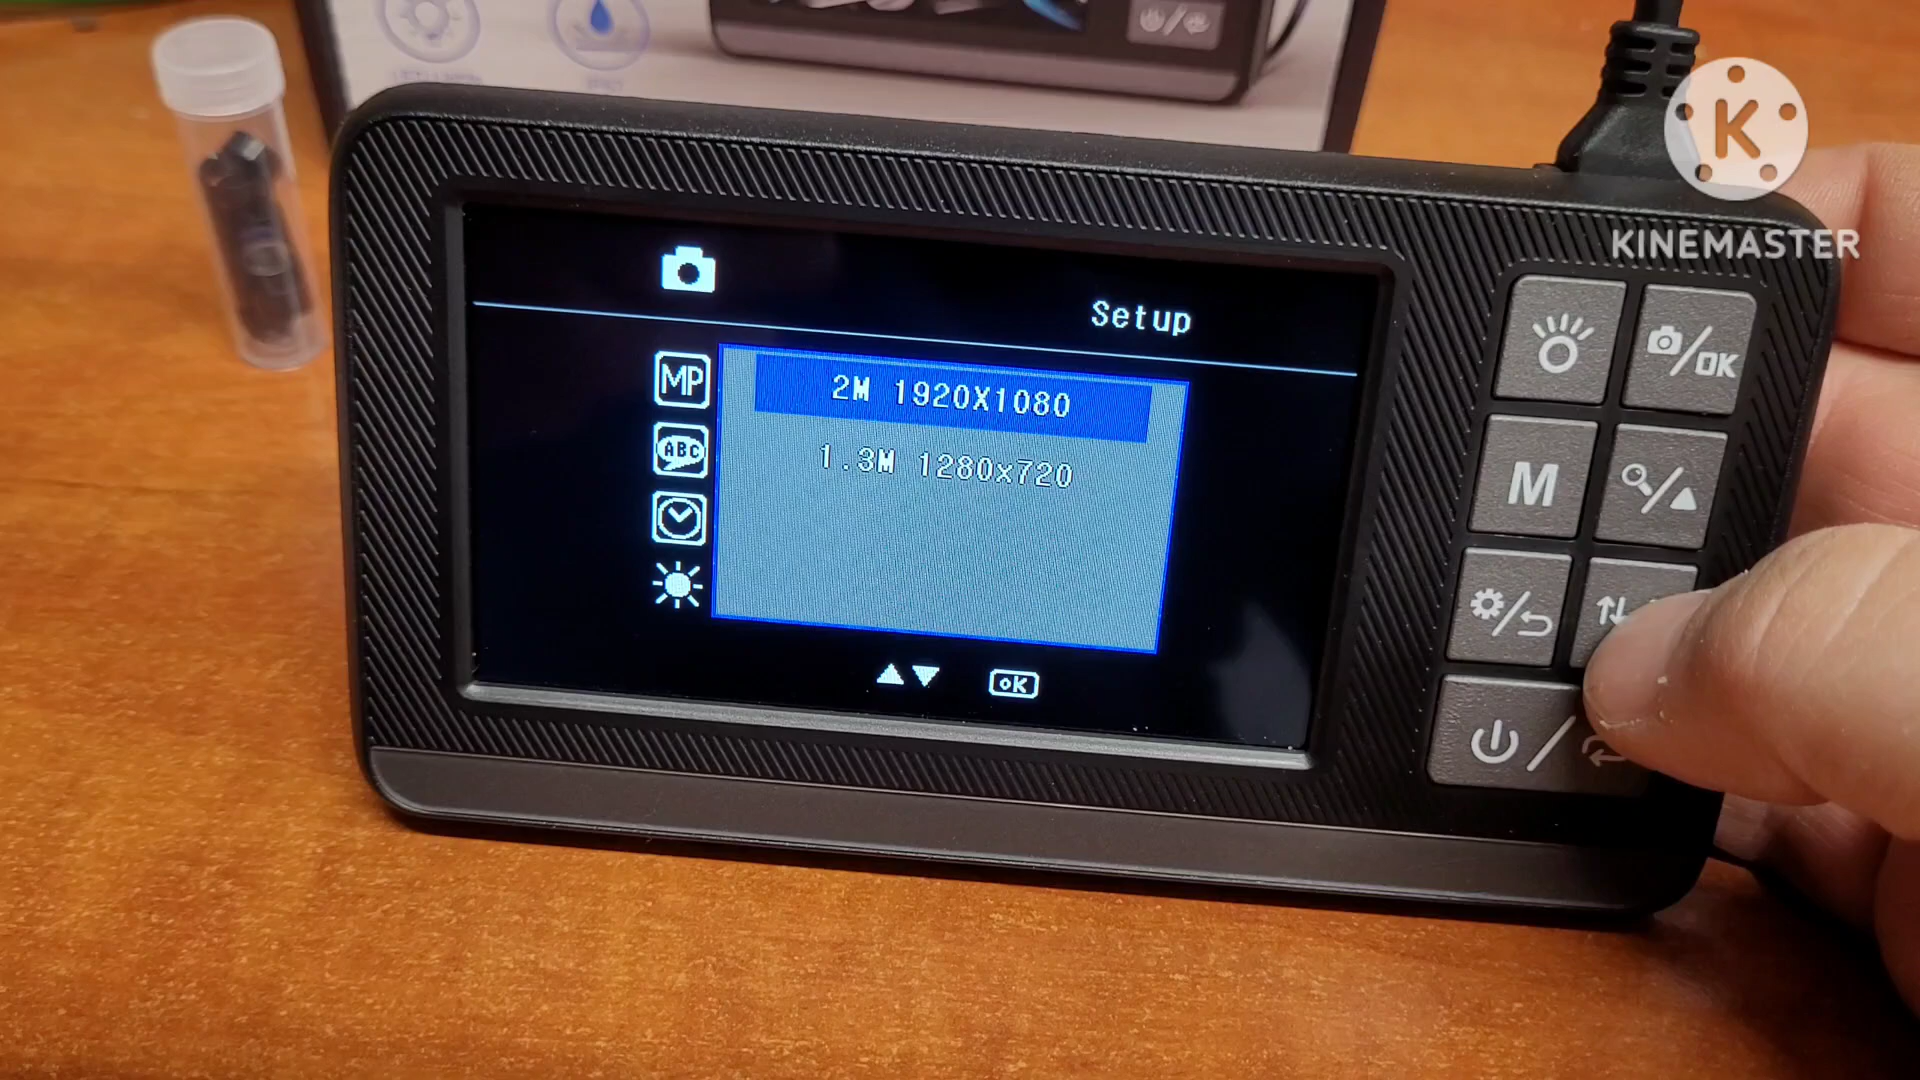 KINEMASTER
Setup
MP
2M 1920X1080
ABC
1.3M 1280x720
OK
/OK
M